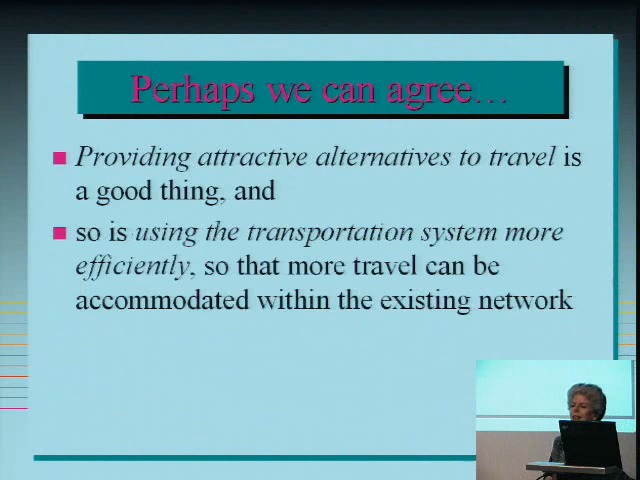 Perhaps we can agree…
Providing attractive alternatives to travel is
a good thing, and
so is using the transportation system more
efficiently, so that more travel can be
accommodated within the existing network